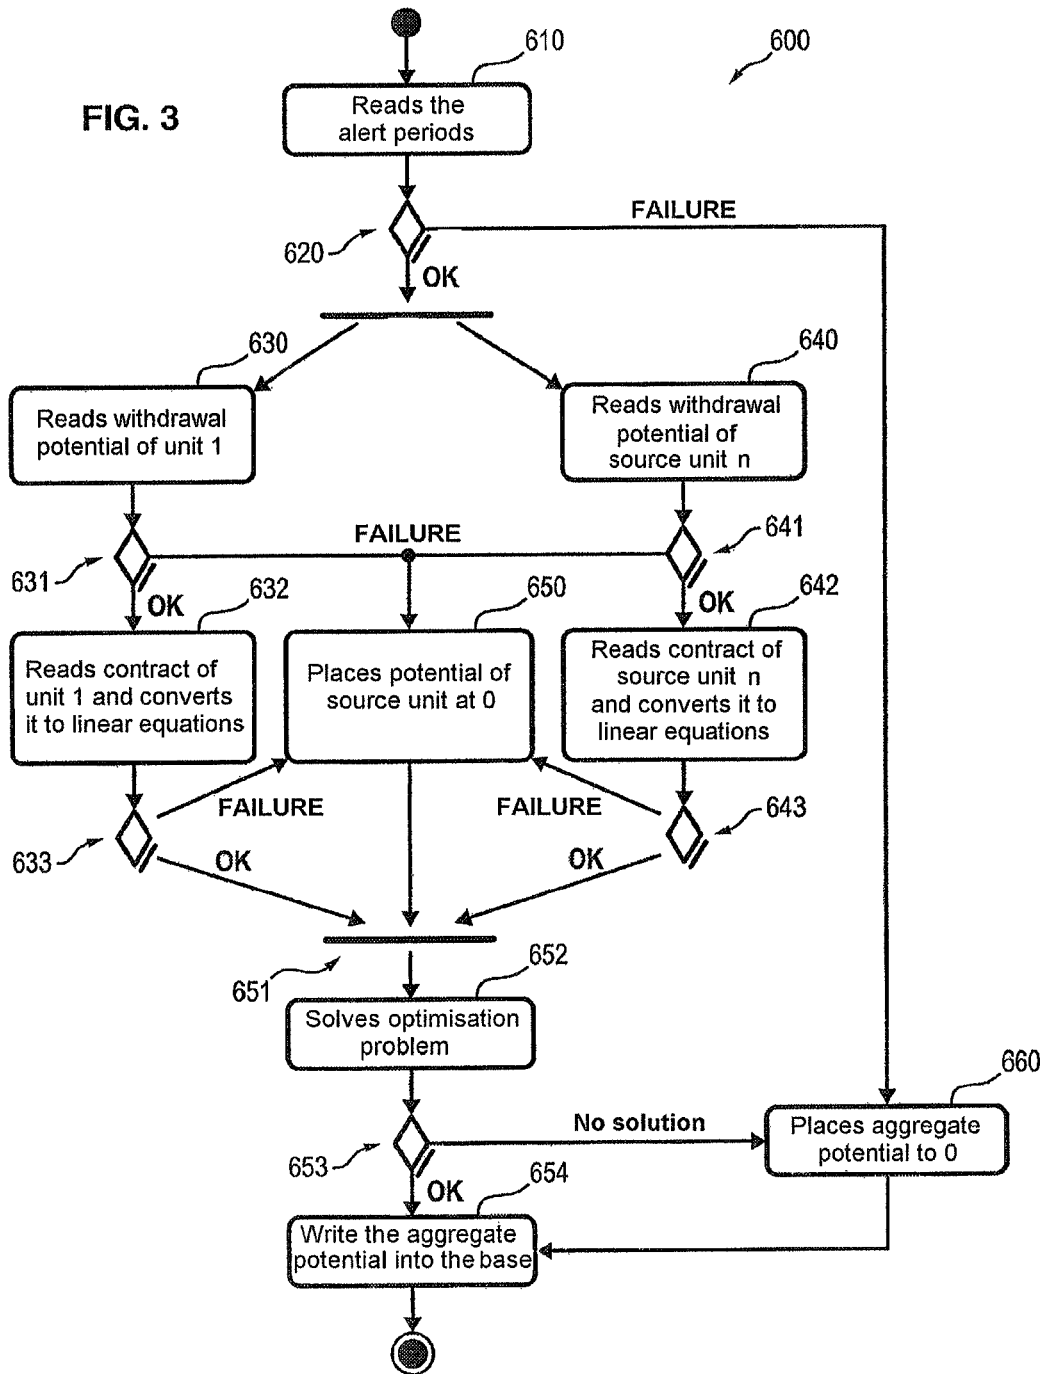 610
600
FIG. 3
Reads the
alert periods
FAILURE
620
OK
630
640
Reads withdrawal
potential of unit 1
Reads withdrawal
potential of
source unit n
FAILURE
641
631
OK
632
650
OK
642
Reads contract of
unit 1 and converts
it to linear equations
Places potential of
source unit at 0
Reads contract of
source unit n
and converts it to
linear equations
FAILURE
FAILURE
643
633
OK
OK
651
652
Solves optimisation
problem
660
No solution
Places aggregate
potential to 0
653
OK
654
Write the aggregate
potential into the base